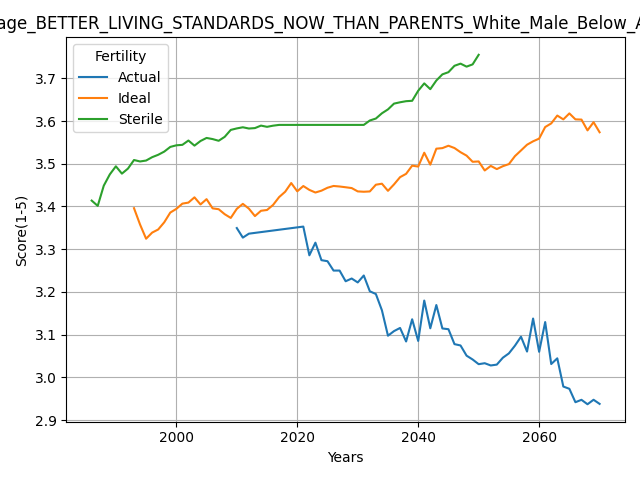 age_BETTER_LIVING_STANDARDS_NOW_THAN_PARENTS_White_Male_Below_A
Fertility
Actual
Ideal
Sterile
Score(1-5)
3.7
3.6
3.5
3.4
3.3
3.2
3.1
3.0
2.9
2000
2020
2040
2060
Years